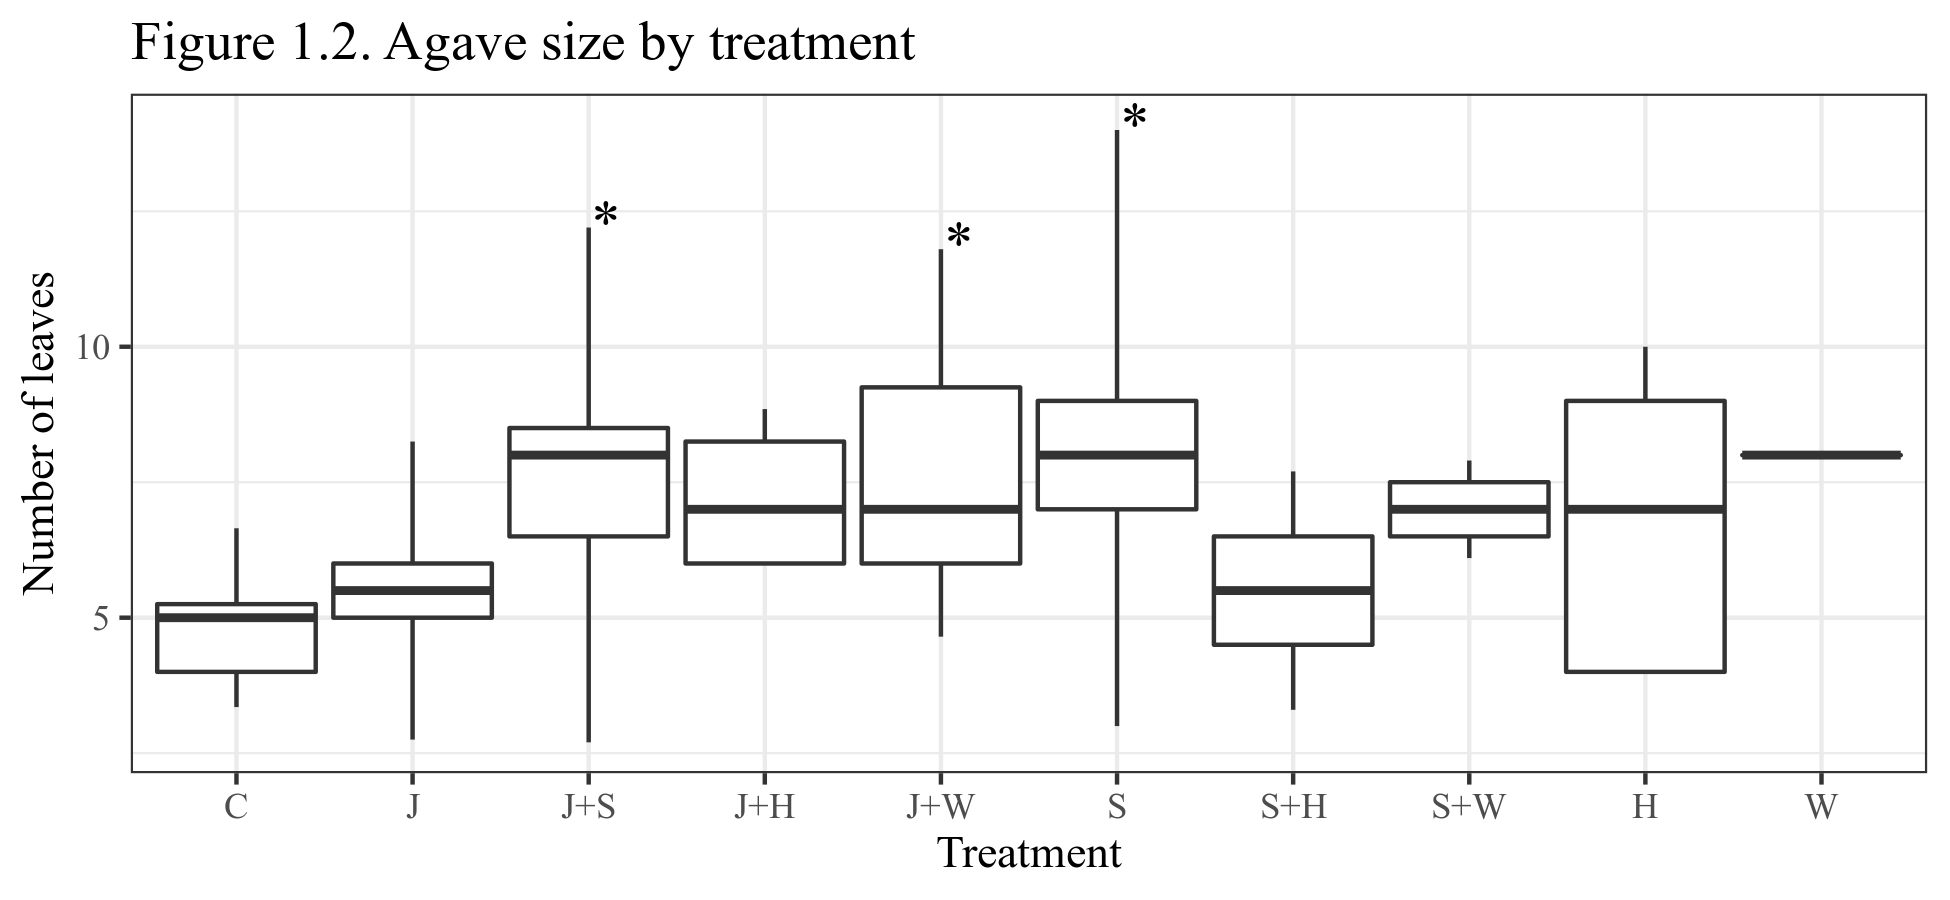 Figure 1.2. Agave size by treatment
*
*
*
Number of leaves
10
5
C J J+S J+H J+W S S+H S+W H W
Treatment